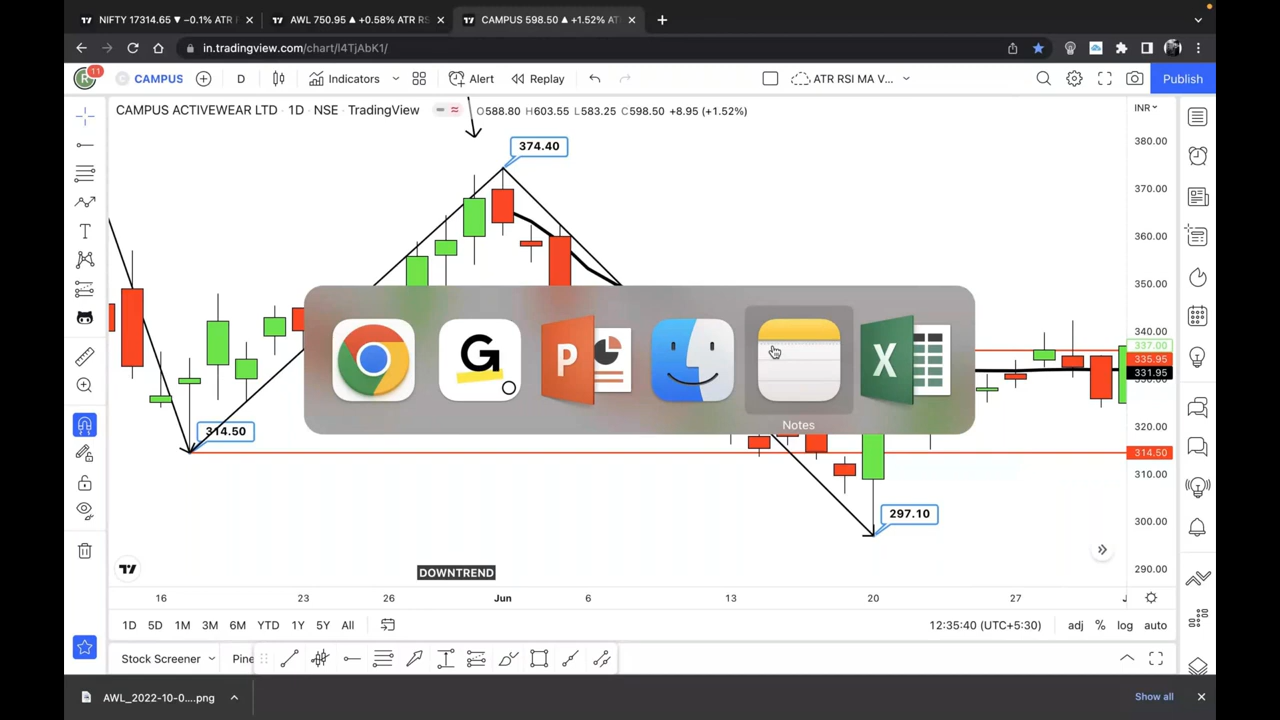 NIFTY 17314.65 ▼ −0.1% ATR
AWL 750.95 ▲ +0.58% ATR RS
CAMPUS 598.50 ▲ +1.52% AT
in.tradingview.com/chart/I4TjAbK1/
11
CAMPUS
D
Indicators
Alert
Replay
ATR RSI MA V...
Publish
CAMPUS ACTIVEWEAR LTD · 1D · NSE · TradingView
O588.80 H603.55 L583.25 C598.50 +8.95 (+1.52%)
INR
374.40
380.00
370.00
360.00
350.00
340.00
337.00
335.95
331.95
320.00
314.50
314.50
310.00
300.00
290.00
297.10
G
P
X
Notes
DOWNTREND
16
23
26
Jun
6
13
20
27
1D
5D
1M
3M
6M
YTD
1Y
5Y
All
12:35:40 (UTC+5:30)
adj
%
log
auto
Stock Screener
Pine
AWL_2022-10-0....png
Show all